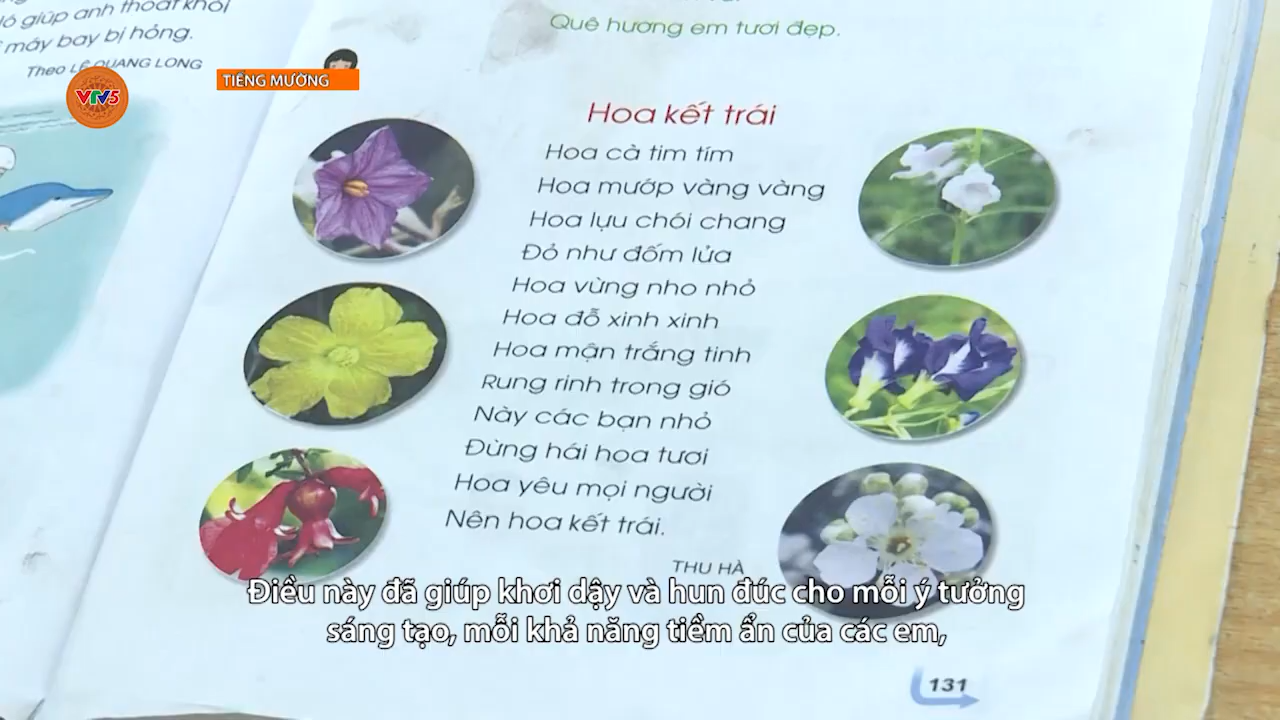 giúp anh thoát khỏi
máy bay bị hỏng.
Theo LÊ QUANG LONG
VTV5
TIẾNG MƯỜNG
Quê hương em tươi đẹp.
Hoa kết trái
Hoa cà tim tím
Hoa mướp vàng vàng
Hoa lựu chói chang
Đỏ như đốm lửa
Hoa vừng nho nhỏ
Hoa đỗ xinh xinh
Hoa mận trắng tinh
Rung rinh trong gió
Này các bạn nhỏ
Đừng hái hoa tươi
Hoa yêu mọi người
Nên hoa kết trái.
THU HÀ
Điều này đã giúp khơi dậy và hun đúc cho mỗi ý tưởng
sáng tạo, mỗi khả năng tiềm ẩn của các em,
131